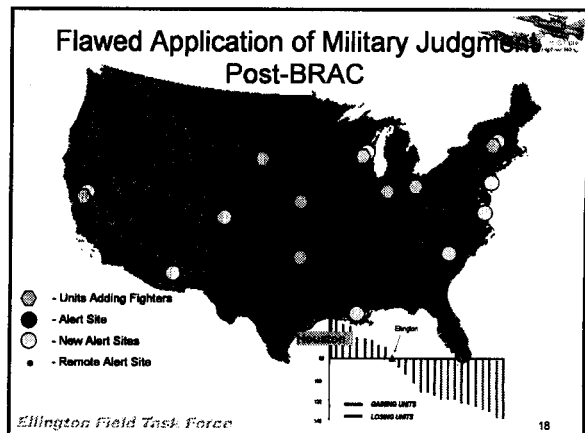 Flawed Application of Military Judgment
Post-BRAC
- Units Adding Fighters
- Alert Site
- New Alert Sites
- Remote Alert Site
Houston
Ellington
GAINING UNITS
LOSING UNITS
Ellington Field Task Force
18